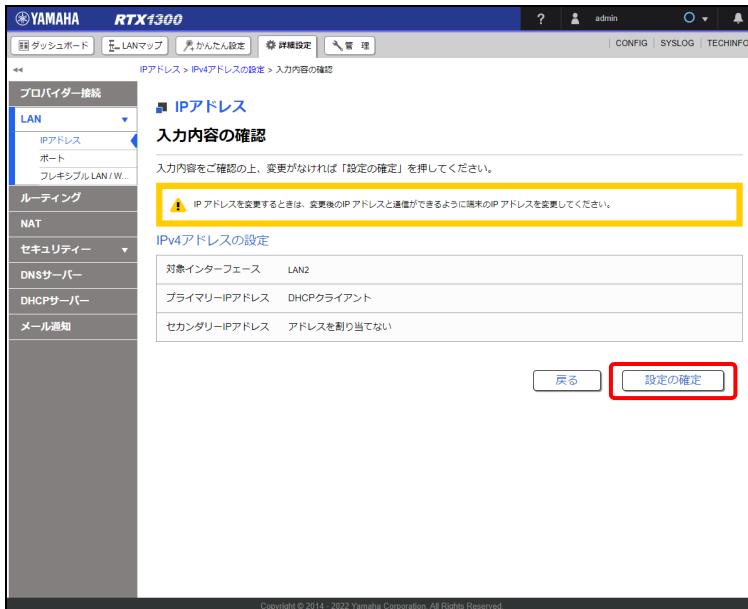 YAMAHA RTX1300 ? admin
ダッシュボード LANマップ かんたん設定 詳細設定 管 理 CONFIG | SYSLOG | TECHINFO
IPアドレス > IPv4アドレスの設定 > 入力内容の確認
プロバイダー接続
LAN
IPアドレス
ポート
フレキシブル LAN / W...
ルーティング
NAT
セキュリティー
DNSサーバー
DHCPサーバー
メール通知
IPアドレス
入力内容の確認
入力内容をご確認の上、変更がなければ「設定の確定」を押してください。
IP アドレスを変更するときは、変更後のIP アドレスと通信ができるように端末のIP アドレスを変更してください。
IPv4アドレスの設定
対象インターフェース LAN2
プライマリーIPアドレス DHCPクライアント
セカンダリーIPアドレス アドレスを割り当てない
戻る 設定の確定
Copyright © 2014 - 2022 Yamaha Corporation. All Rights Reserved.